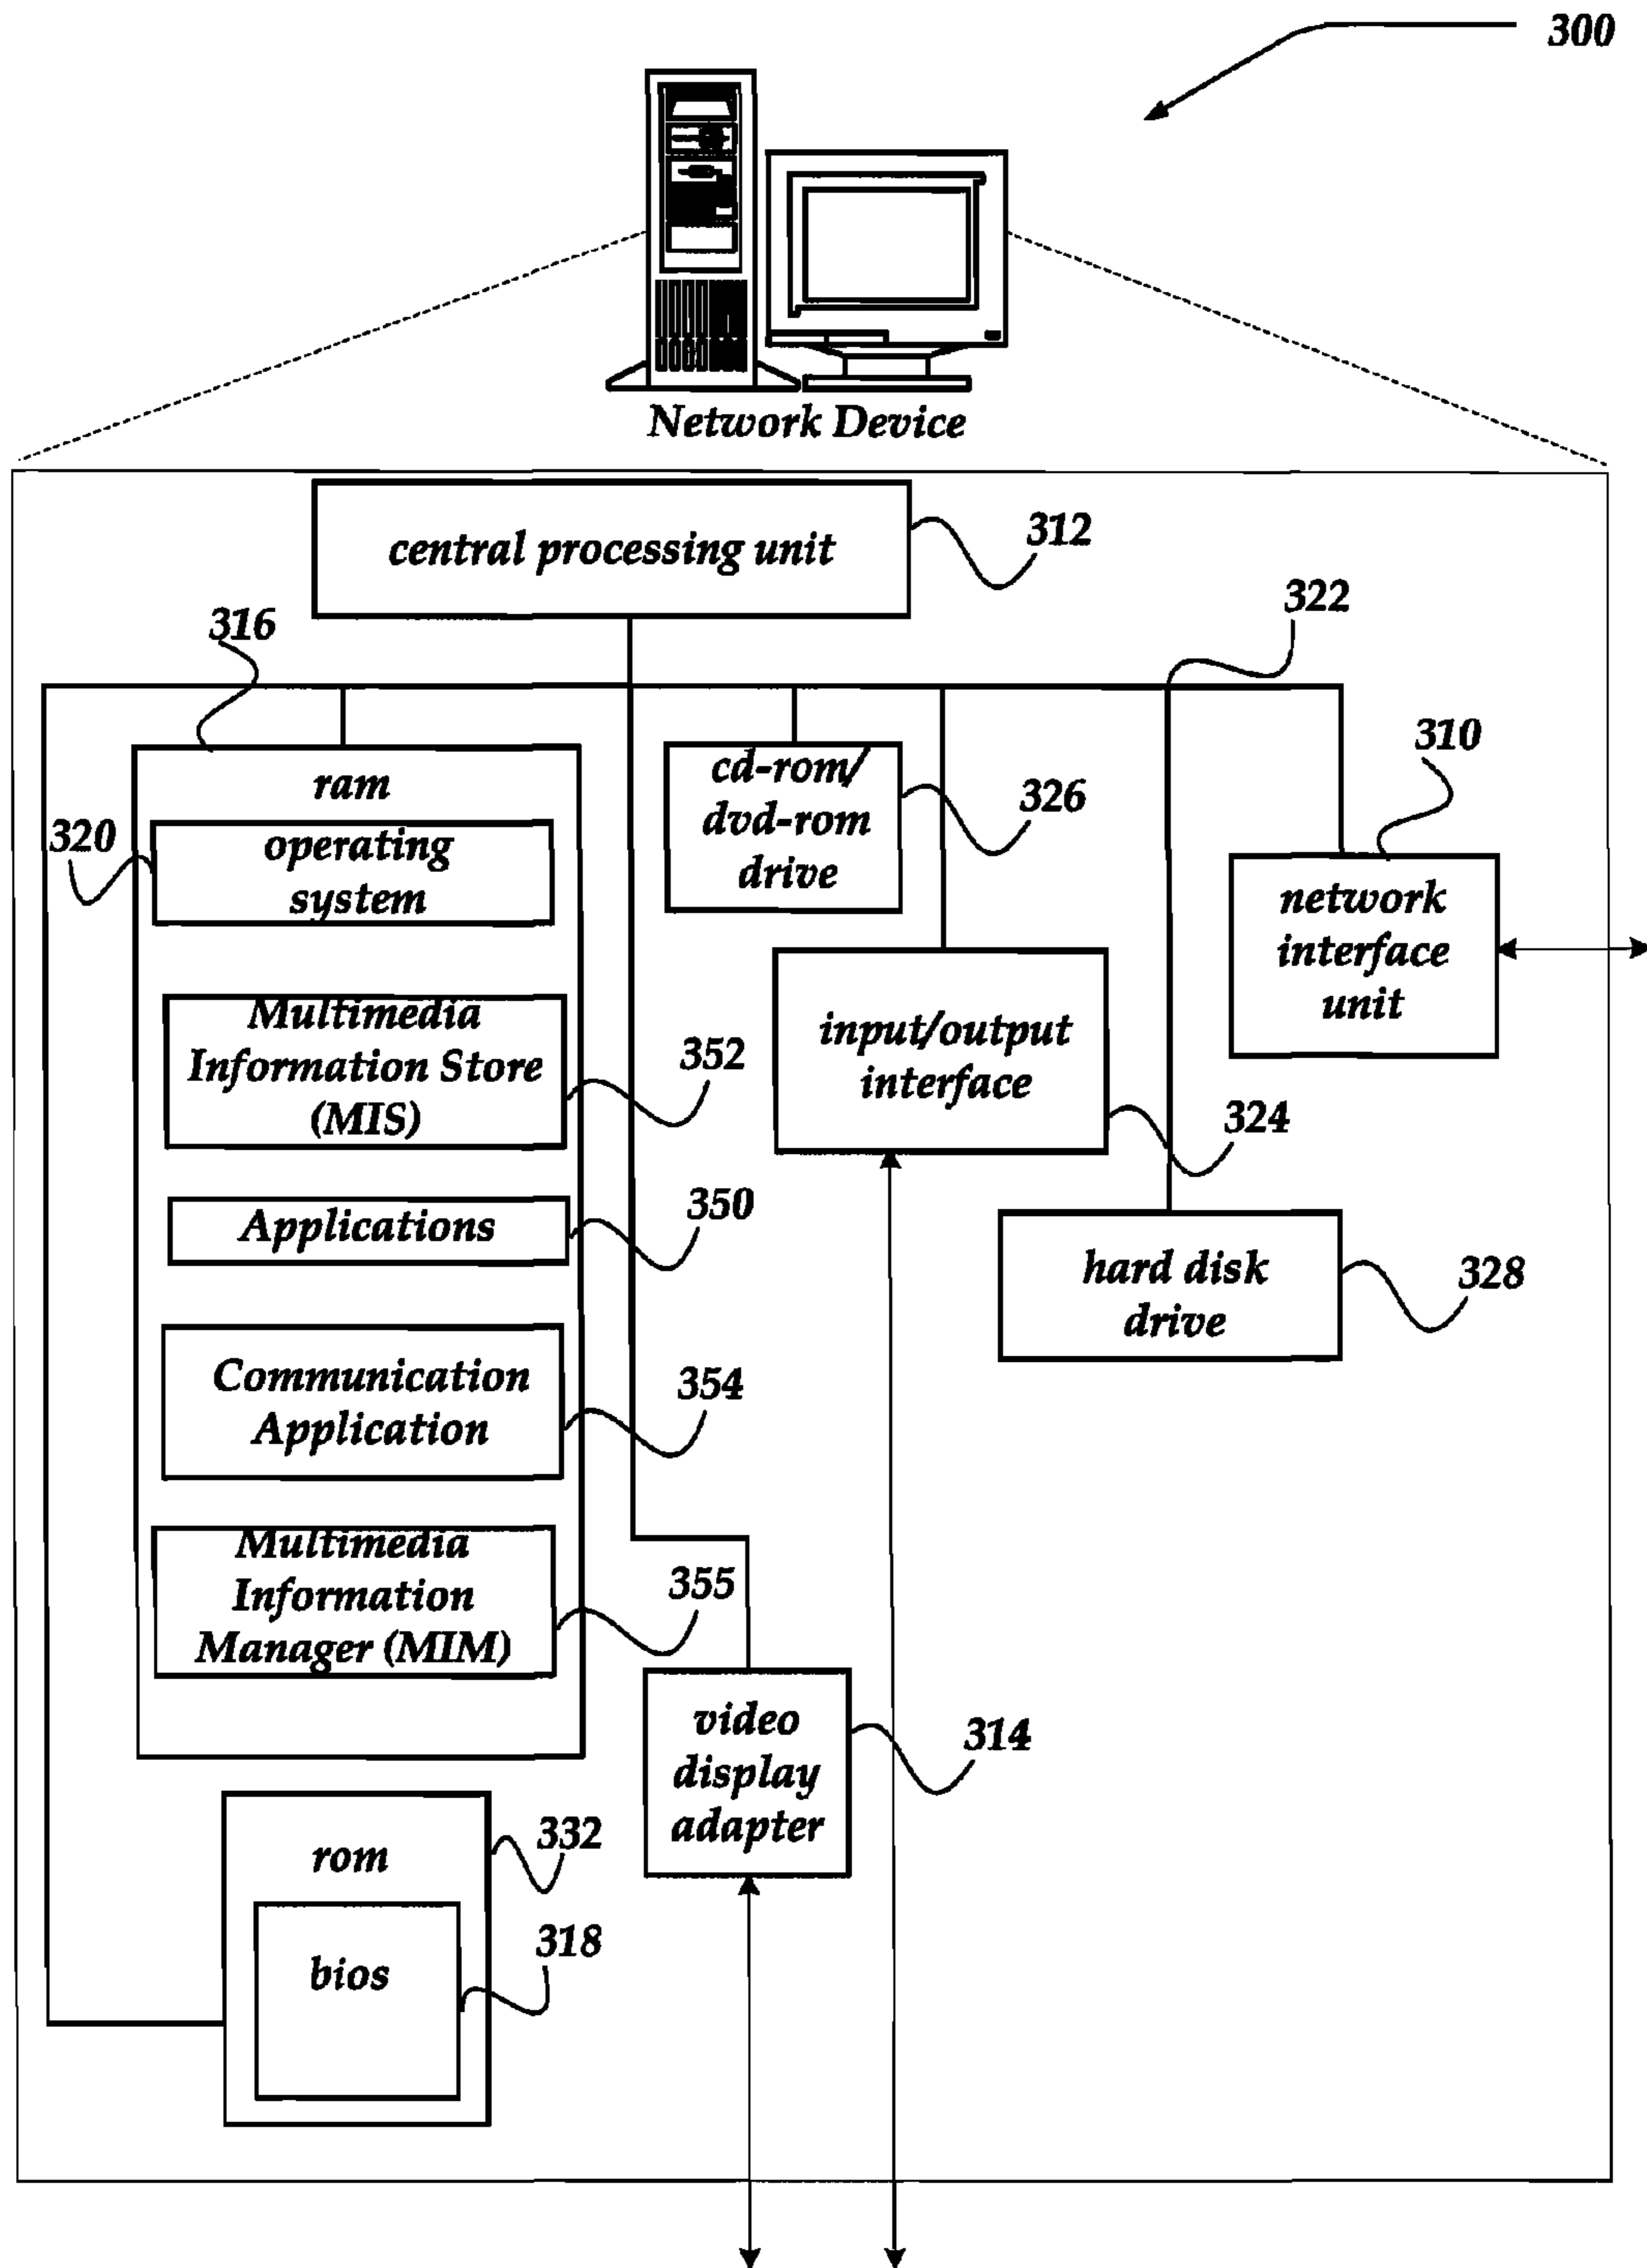 300
Network Device
central processing unit
312
322
316
ram
320
operating
system
cd-rom/
dvd-rom
drive
326
310
network
interface
unit
Multimedia
Information Store
(MIS)
352
input/output
interface
324
Applications
350
hard disk
drive
328
Communication
Application
354
Multimedia
Information
Manager (MIM)
355
video
display
adapter
314
rom
332
bios
318